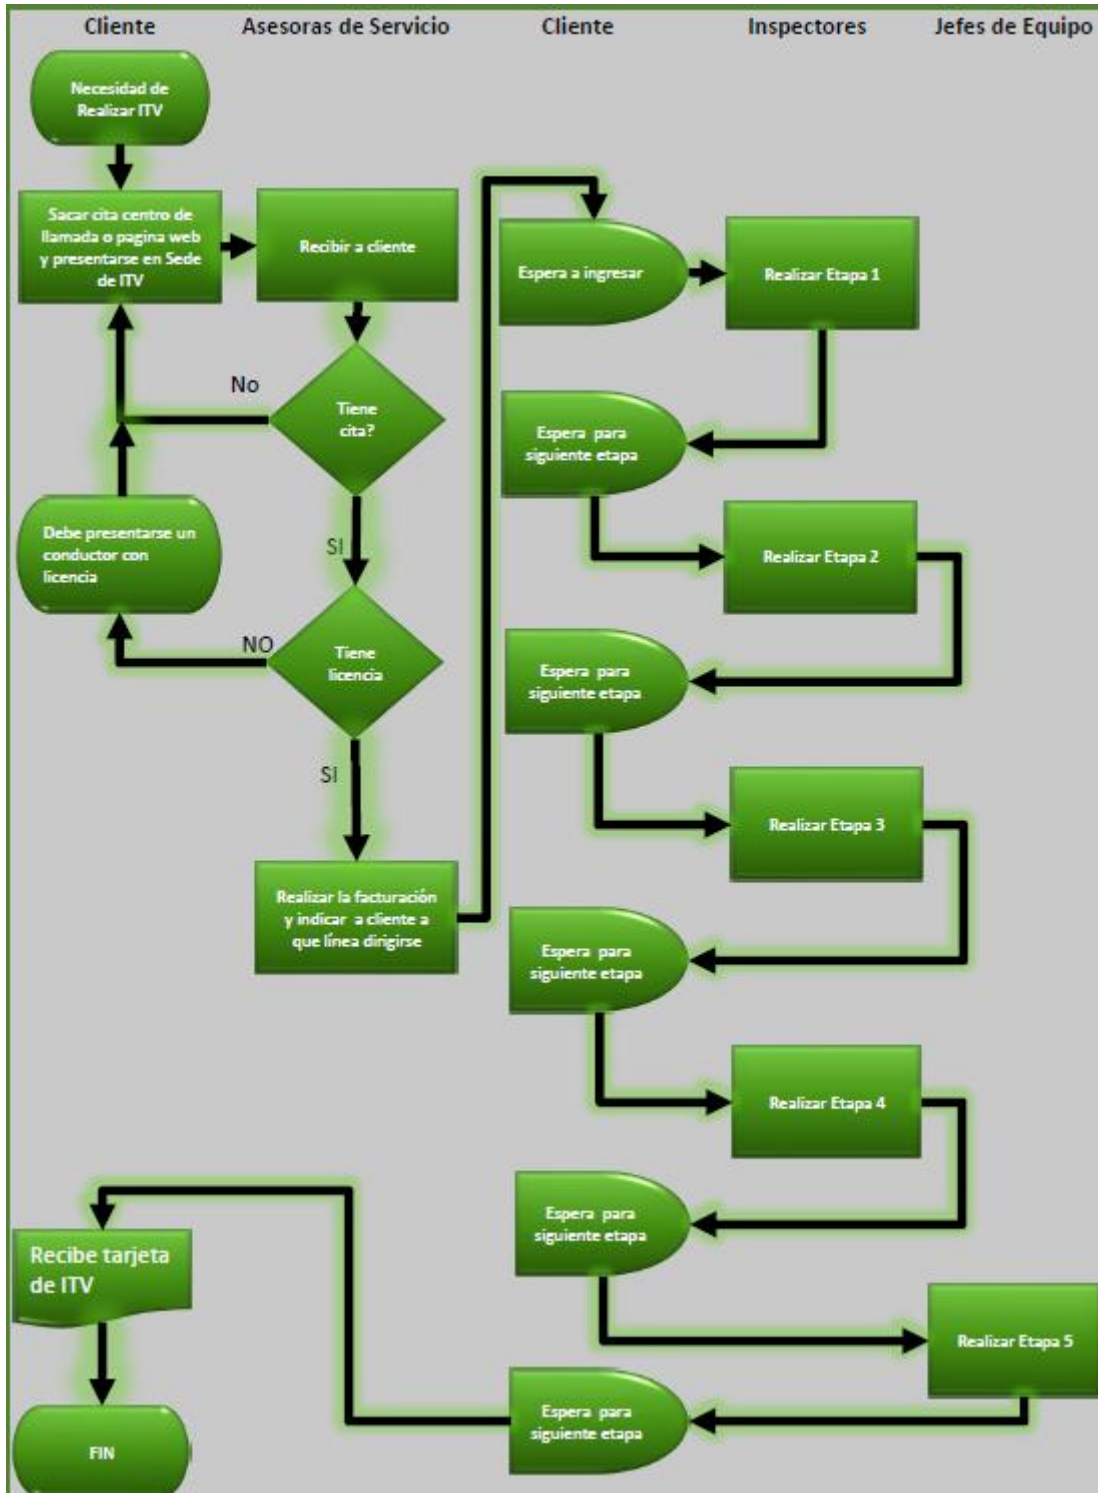 Cliente
Asesoras de Servicio
Cliente
Inspectores
Jefes de Equipo
Necesidad de
Realizar ITV
Sacar cita centro de
llamada o pagina web
y presentarse en Sede
de ITV
Recibir a cliente
Tiene
cita?
No
SI
Debe presentarse un
conductor con
licencia
NO
Tiene
licencia
SI
Realizar la facturación
y indicar a cliente a
que línea dirigirse
Espera a ingresar
Realizar Etapa 1
Espera para
siguiente etapa
Realizar Etapa 2
Espera para
siguiente etapa
Realizar Etapa 3
Espera para
siguiente etapa
Realizar Etapa 4
Espera para
siguiente etapa
Realizar Etapa 5
Espera para
siguiente etapa
Recibe tarjeta
de ITV
FIN